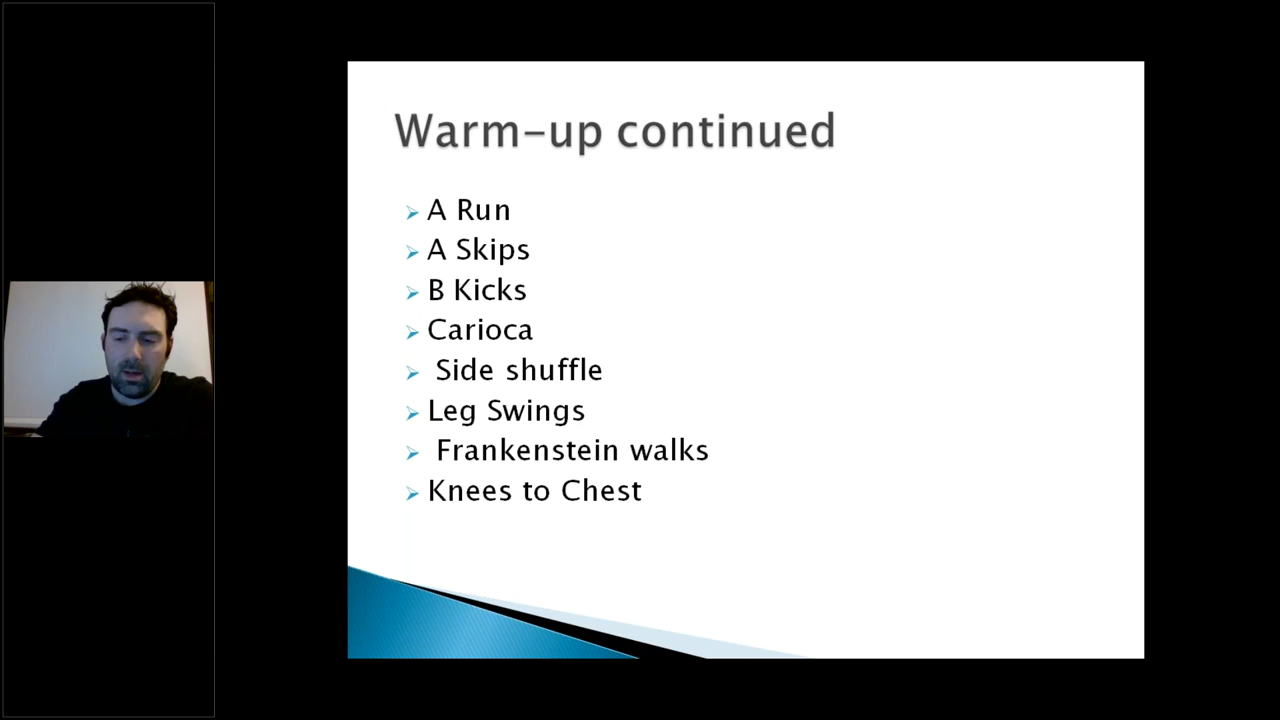 Warm-up continued
A Run
A Skips
B Kicks
Carioca
Side shuffle
Leg Swings
Frankenstein walks
Knees to Chest